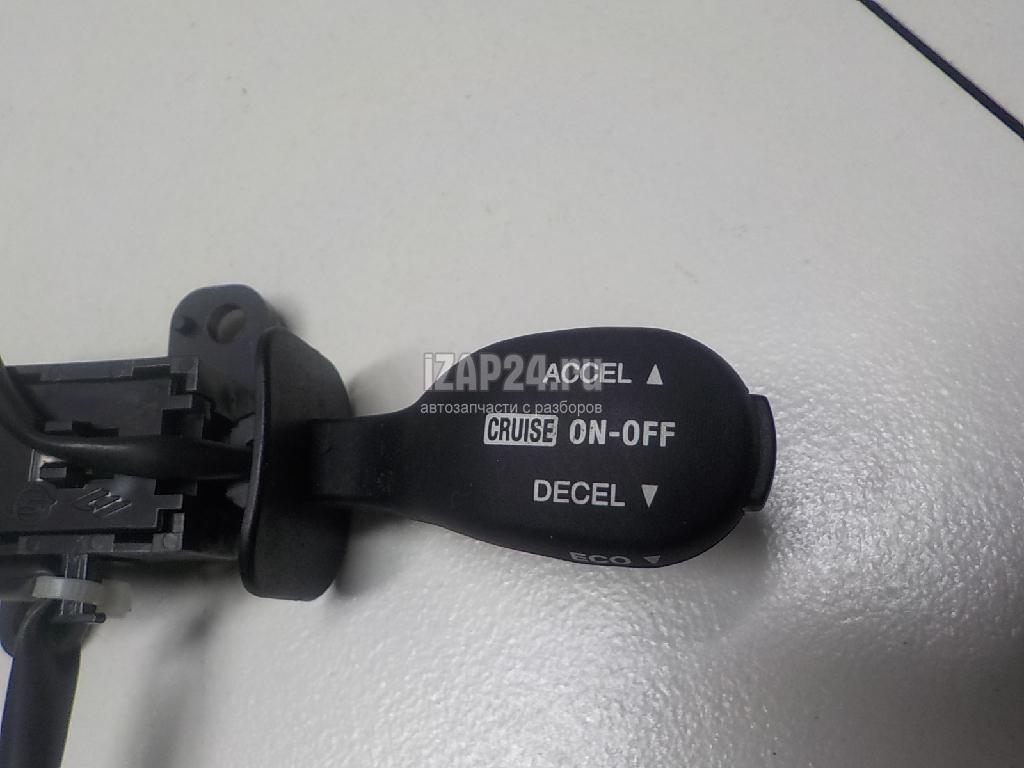 ACCEL ▲
iZAP24.ru
автозапчасти с разборов
CRUISE ON-OFF
DECEL ▼
ECO ▼